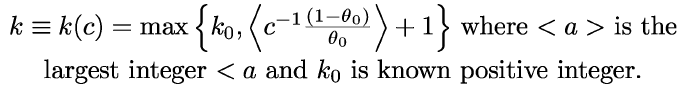 k ≡ k(c) = max {k₀, ⟨c⁻¹ (1−θ₀)/θ₀⟩ + 1} where < a > is the
largest integer < a and k₀ is known positive integer.